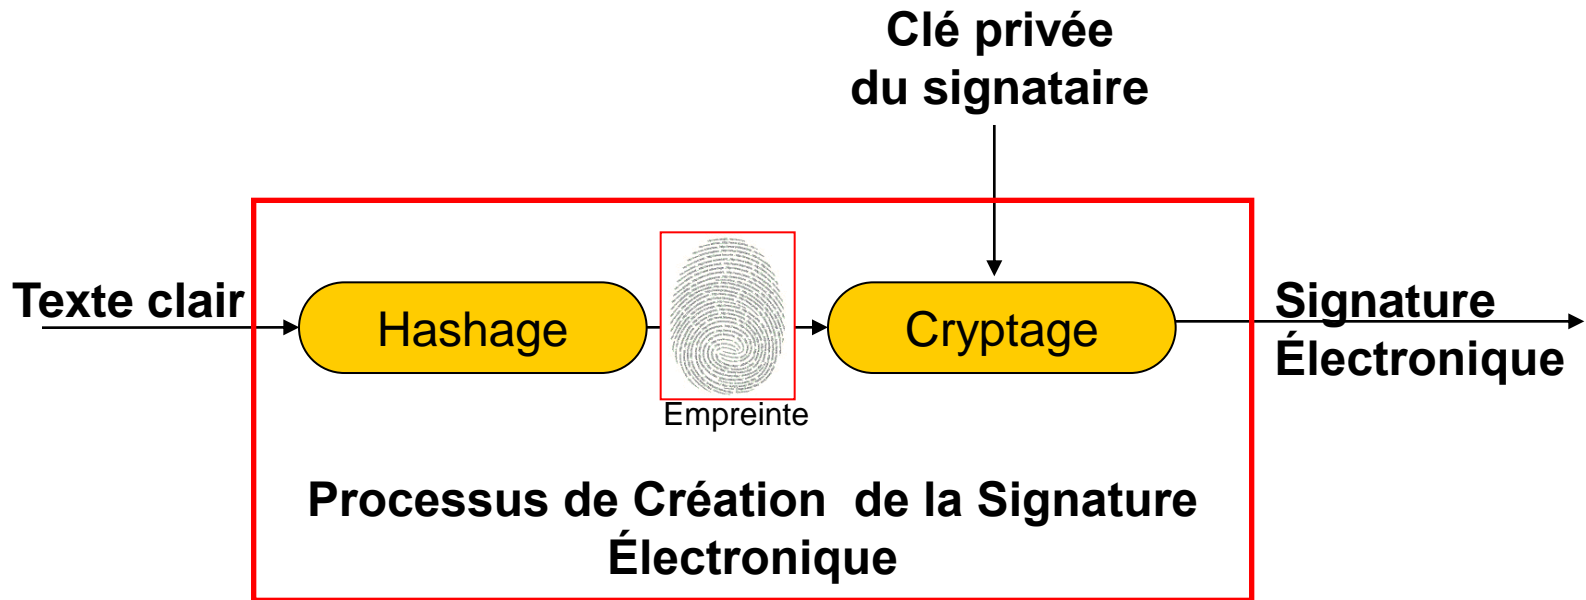 Clé privée
du signataire
Texte clair
Hashage
Cryptage
Signature
Électronique
Empreinte
Processus de Création  de la Signature
Électronique